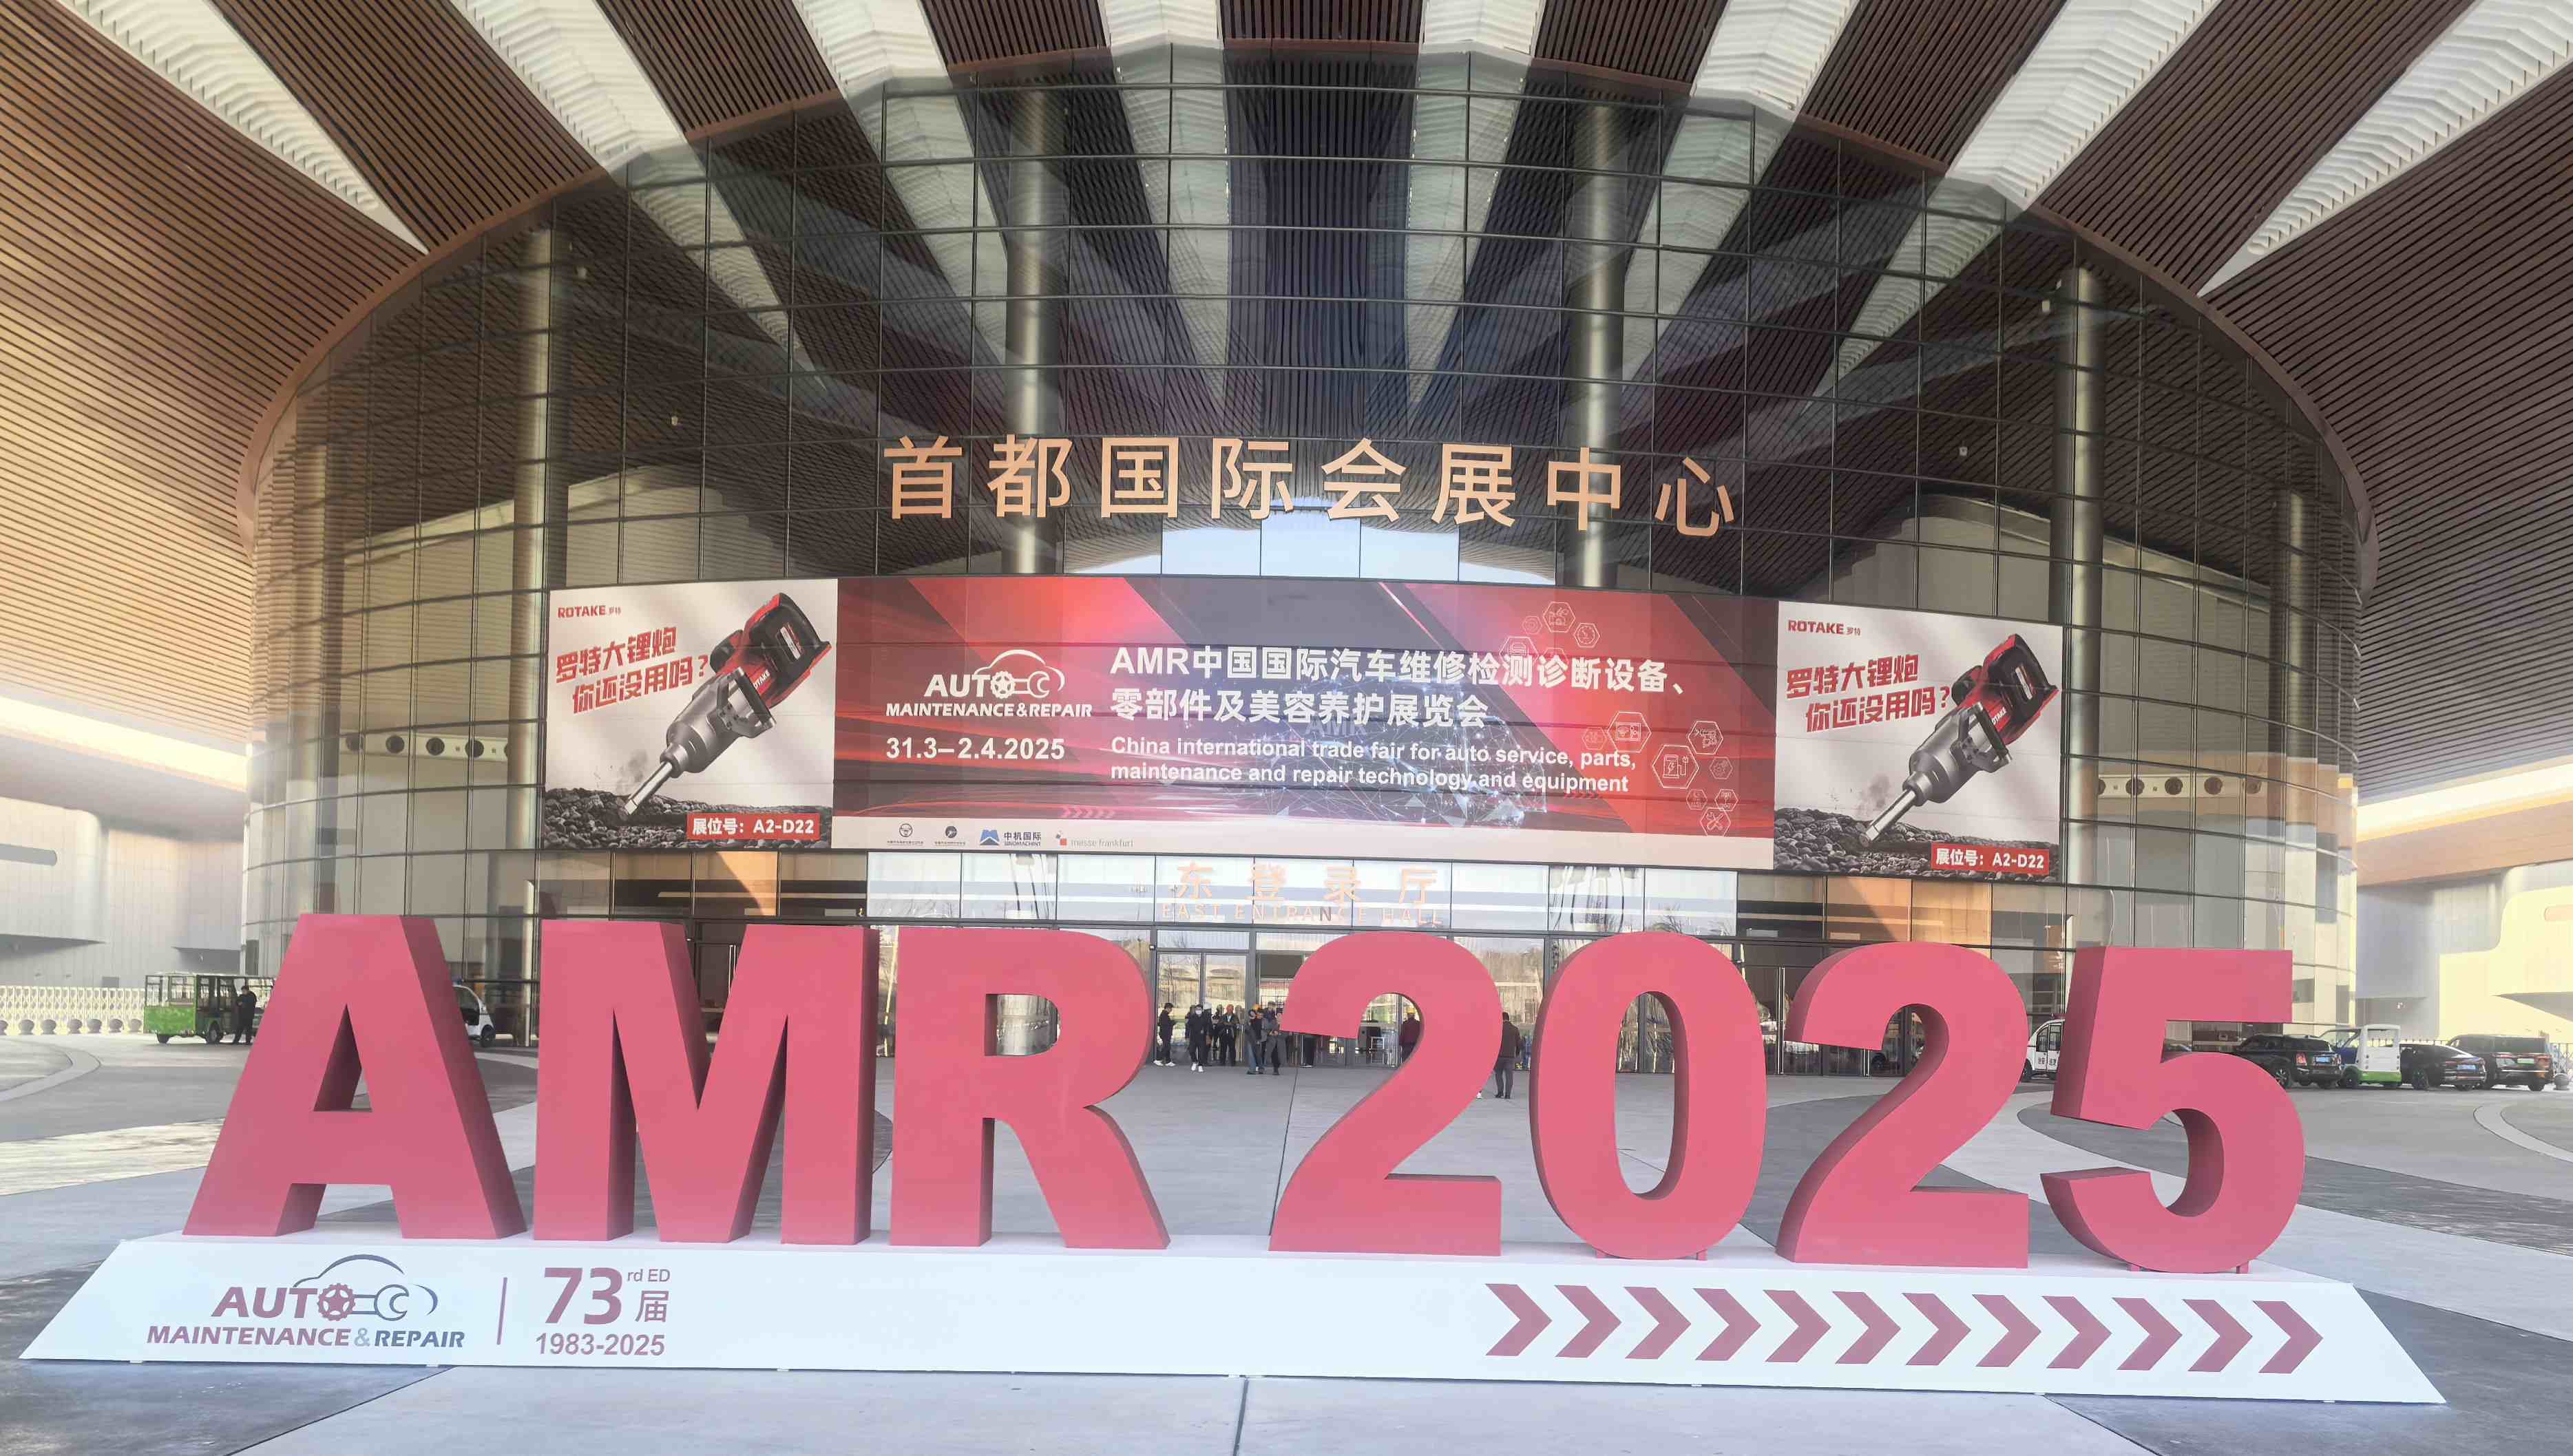 首都国际会展中心
ROTAKE 罗特
罗特大锂炮
你还没用吗?
ROTAKE
展位号：A2-D22
AUTO
MAINTENANCE&REPAIR
31.3–2.4.2025
AMR中国国际汽车维修检测诊断设备、
零部件及美容养护展览会
China international trade fair for auto service, parts,
maintenance and repair technology and equipment
中机国际
SINOMACHINT
messe frankfurt
ROTAKE 罗特
罗特大锂炮
你还没用吗?
ROTAKE
展位号：A2-D22
东登录厅
EAST ENTRANCE HALL
AMR 2025
AUTO
MAINTENANCE&REPAIR
73rd ED
届
1983-2025